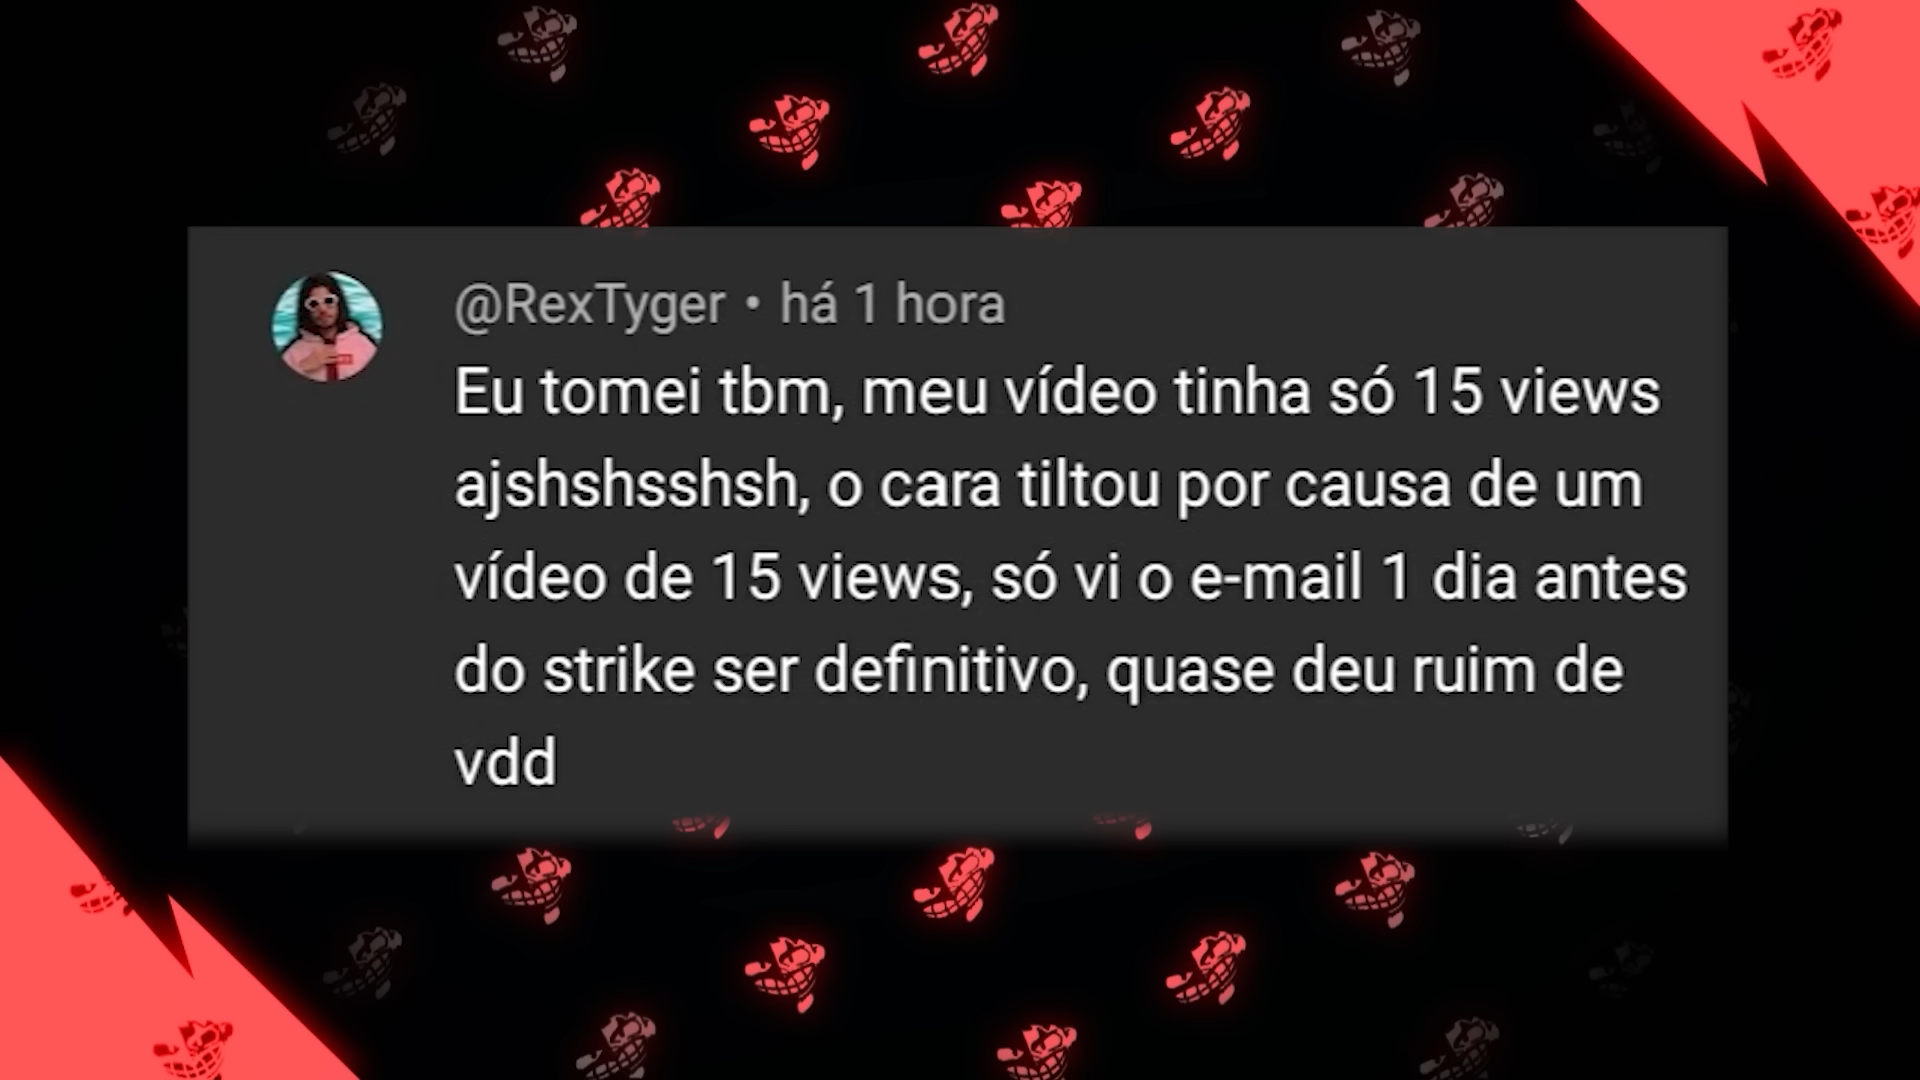 @RexTyger • há 1 hora
Eu tomei tbm, meu vídeo tinha só 15 views
ajshshsshsh, o cara tiltou por causa de um
vídeo de 15 views, só vi o e-mail 1 dia antes
do strike ser definitivo, quase deu ruim de
vdd